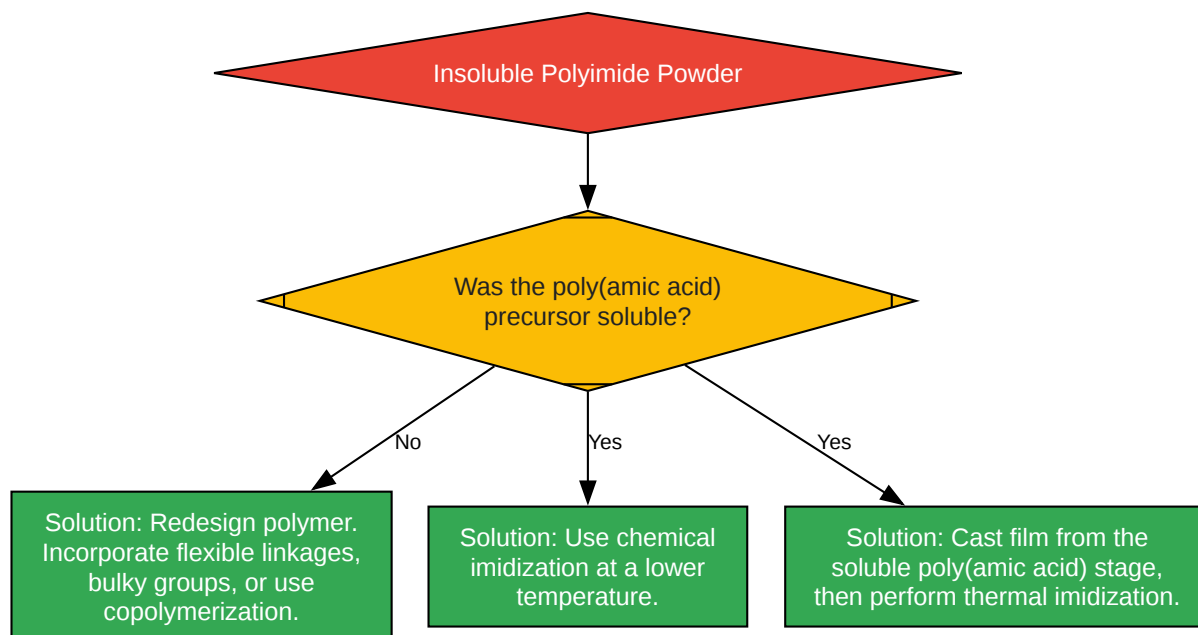 Insoluble Polyimide Powder
Was the poly(amic acid)
precursor soluble?
No
Yes
Yes
Solution: Redesign polymer.
Incorporate flexible linkages,
bulky groups, or use
copolymerization.
Solution: Use chemical
imidization at a lower
temperature.
Solution: Cast film from the
soluble poly(amic acid) stage,
then perform thermal imidization.